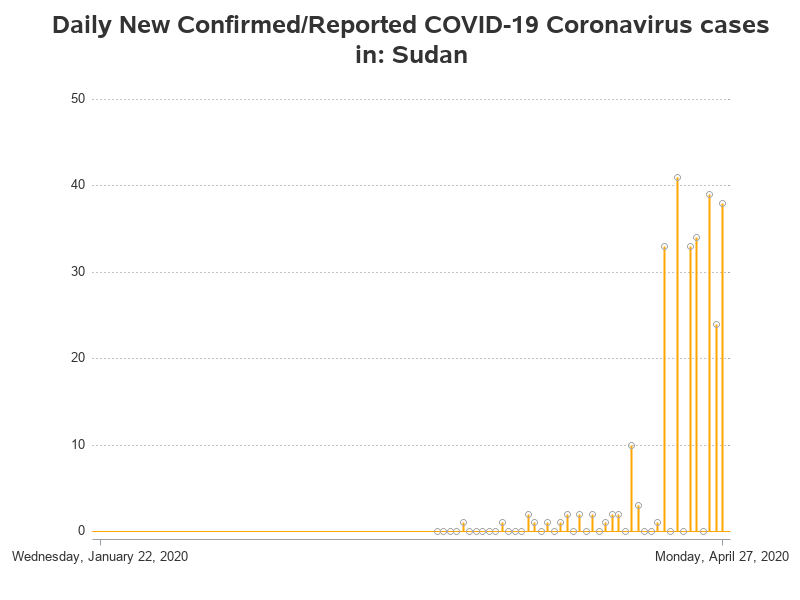 Daily New Confirmed/Reported COVID-19 Coronavirus cases
in: Sudan
50
40
30
20
10
0
Wednesday, January 22, 2020
Monday, April 27, 2020